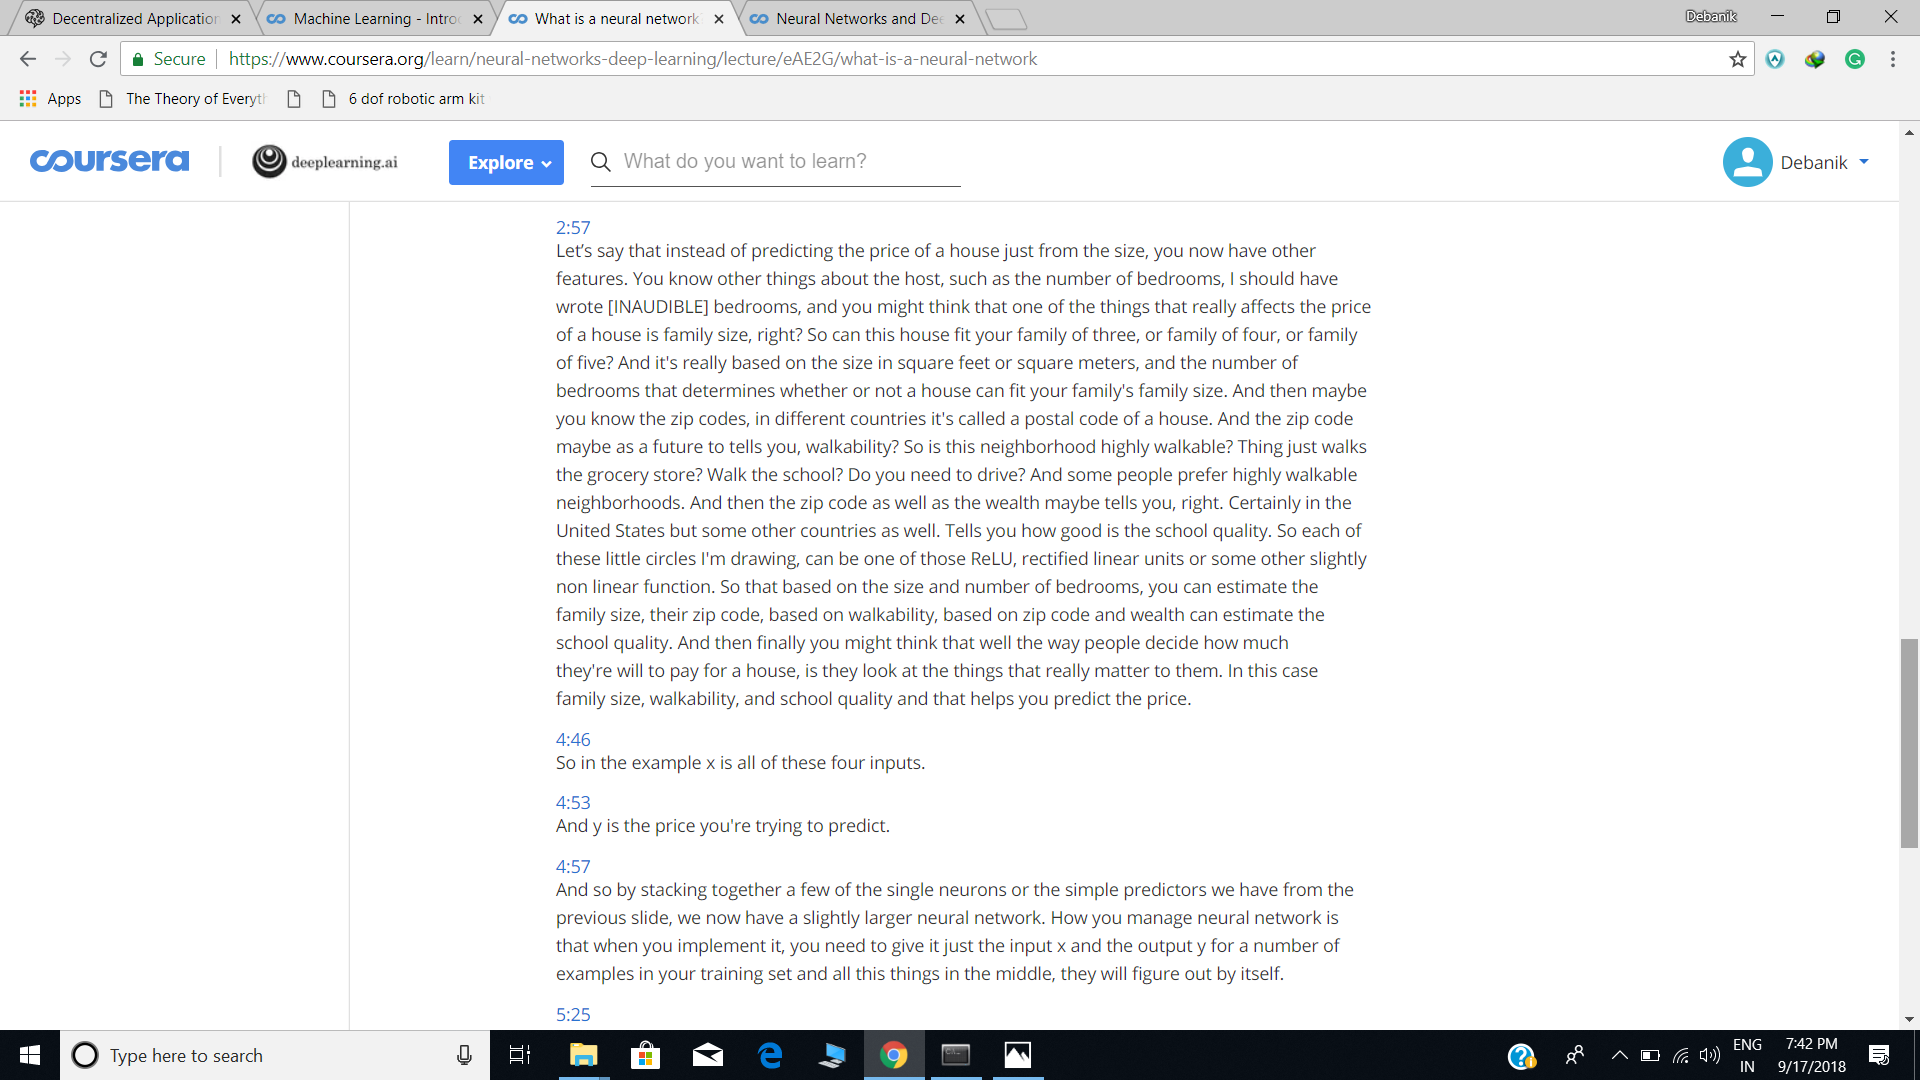 Decentralized Application
Machine Learning - Intro
What is a neural network
Neural Networks and De
Debanik
Secure
https://www.coursera.org/learn/neural-networks-deep-learning/lecture/eAE2G/what-is-a-neural-network
Apps
The Theory of Everyth
6 dof robotic arm kit
coursera
deeplearning.ai
Explore
What do you want to learn?
Debanik
2:57
Let's say that instead of predicting the price of a house just from the size, you now have other
features. You know other things about the host, such as the number of bedrooms, I should have
wrote [INAUDIBLE] bedrooms, and you might think that one of the things that really affects the price
of a house is family size, right? So can this house fit your family of three, or family of four, or family
of five? And it's really based on the size in square feet or square meters, and the number of
bedrooms that determines whether or not a house can fit your family's family size. And then maybe
you know the zip codes, in different countries it's called a postal code of a house. And the zip code
maybe as a future to tells you, walkability? So is this neighborhood highly walkable? Thing just walks
the grocery store? Walk the school? Do you need to drive? And some people prefer highly walkable
neighborhoods. And then the zip code as well as the wealth maybe tells you, right. Certainly in the
United States but some other countries as well. Tells you how good is the school quality. So each of
these little circles I'm drawing, can be one of those ReLU, rectified linear units or some other slightly
non linear function. So that based on the size and number of bedrooms, you can estimate the
family size, their zip code, based on walkability, based on zip code and wealth can estimate the
school quality. And then finally you might think that well the way people decide how much
they're will to pay for a house, is they look at the things that really matter to them. In this case
family size, walkability, and school quality and that helps you predict the price.
4:46
So in the example x is all of these four inputs.
4:53
And y is the price you're trying to predict.
4:57
And so by stacking together a few of the single neurons or the simple predictors we have from the
previous slide, we now have a slightly larger neural network. How you manage neural network is
that when you implement it, you need to give it just the input x and the output y for a number of
examples in your training set and all this things in the middle, they will figure out by itself.
5:25
Type here to search
ENG
IN
7:42 PM
9/17/2018